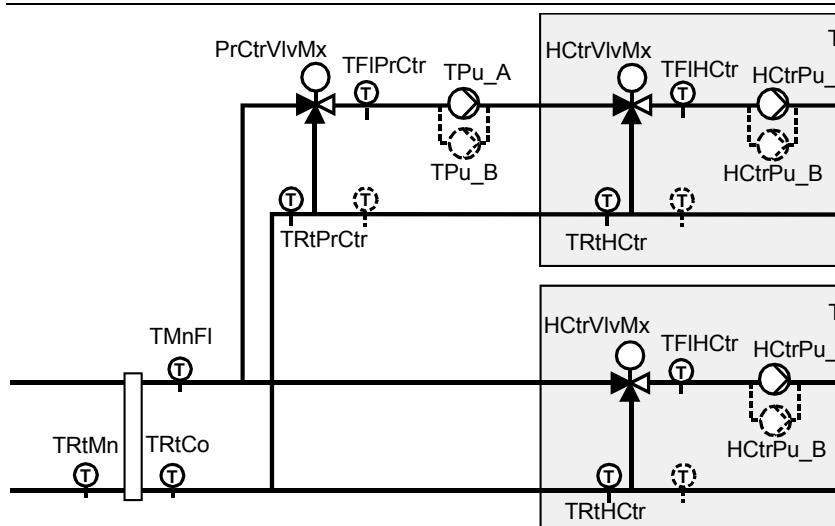 T
PrCtrVlvMx
HCtrVlvMx
TFlPrCtr
TPu_A
TFlHCtr
HCtrPu_
T
T
T
TPu_B
HCtrPu_B
T
T
T
T
TRtPrCtr
TRtHCtr
T
HCtrVlvMx
TMnFl
TFlHCtr
HCtrPu_
T
T
TRtMn
TRtCo
HCtrPu_B
T
T
T
T
TRtHCtr